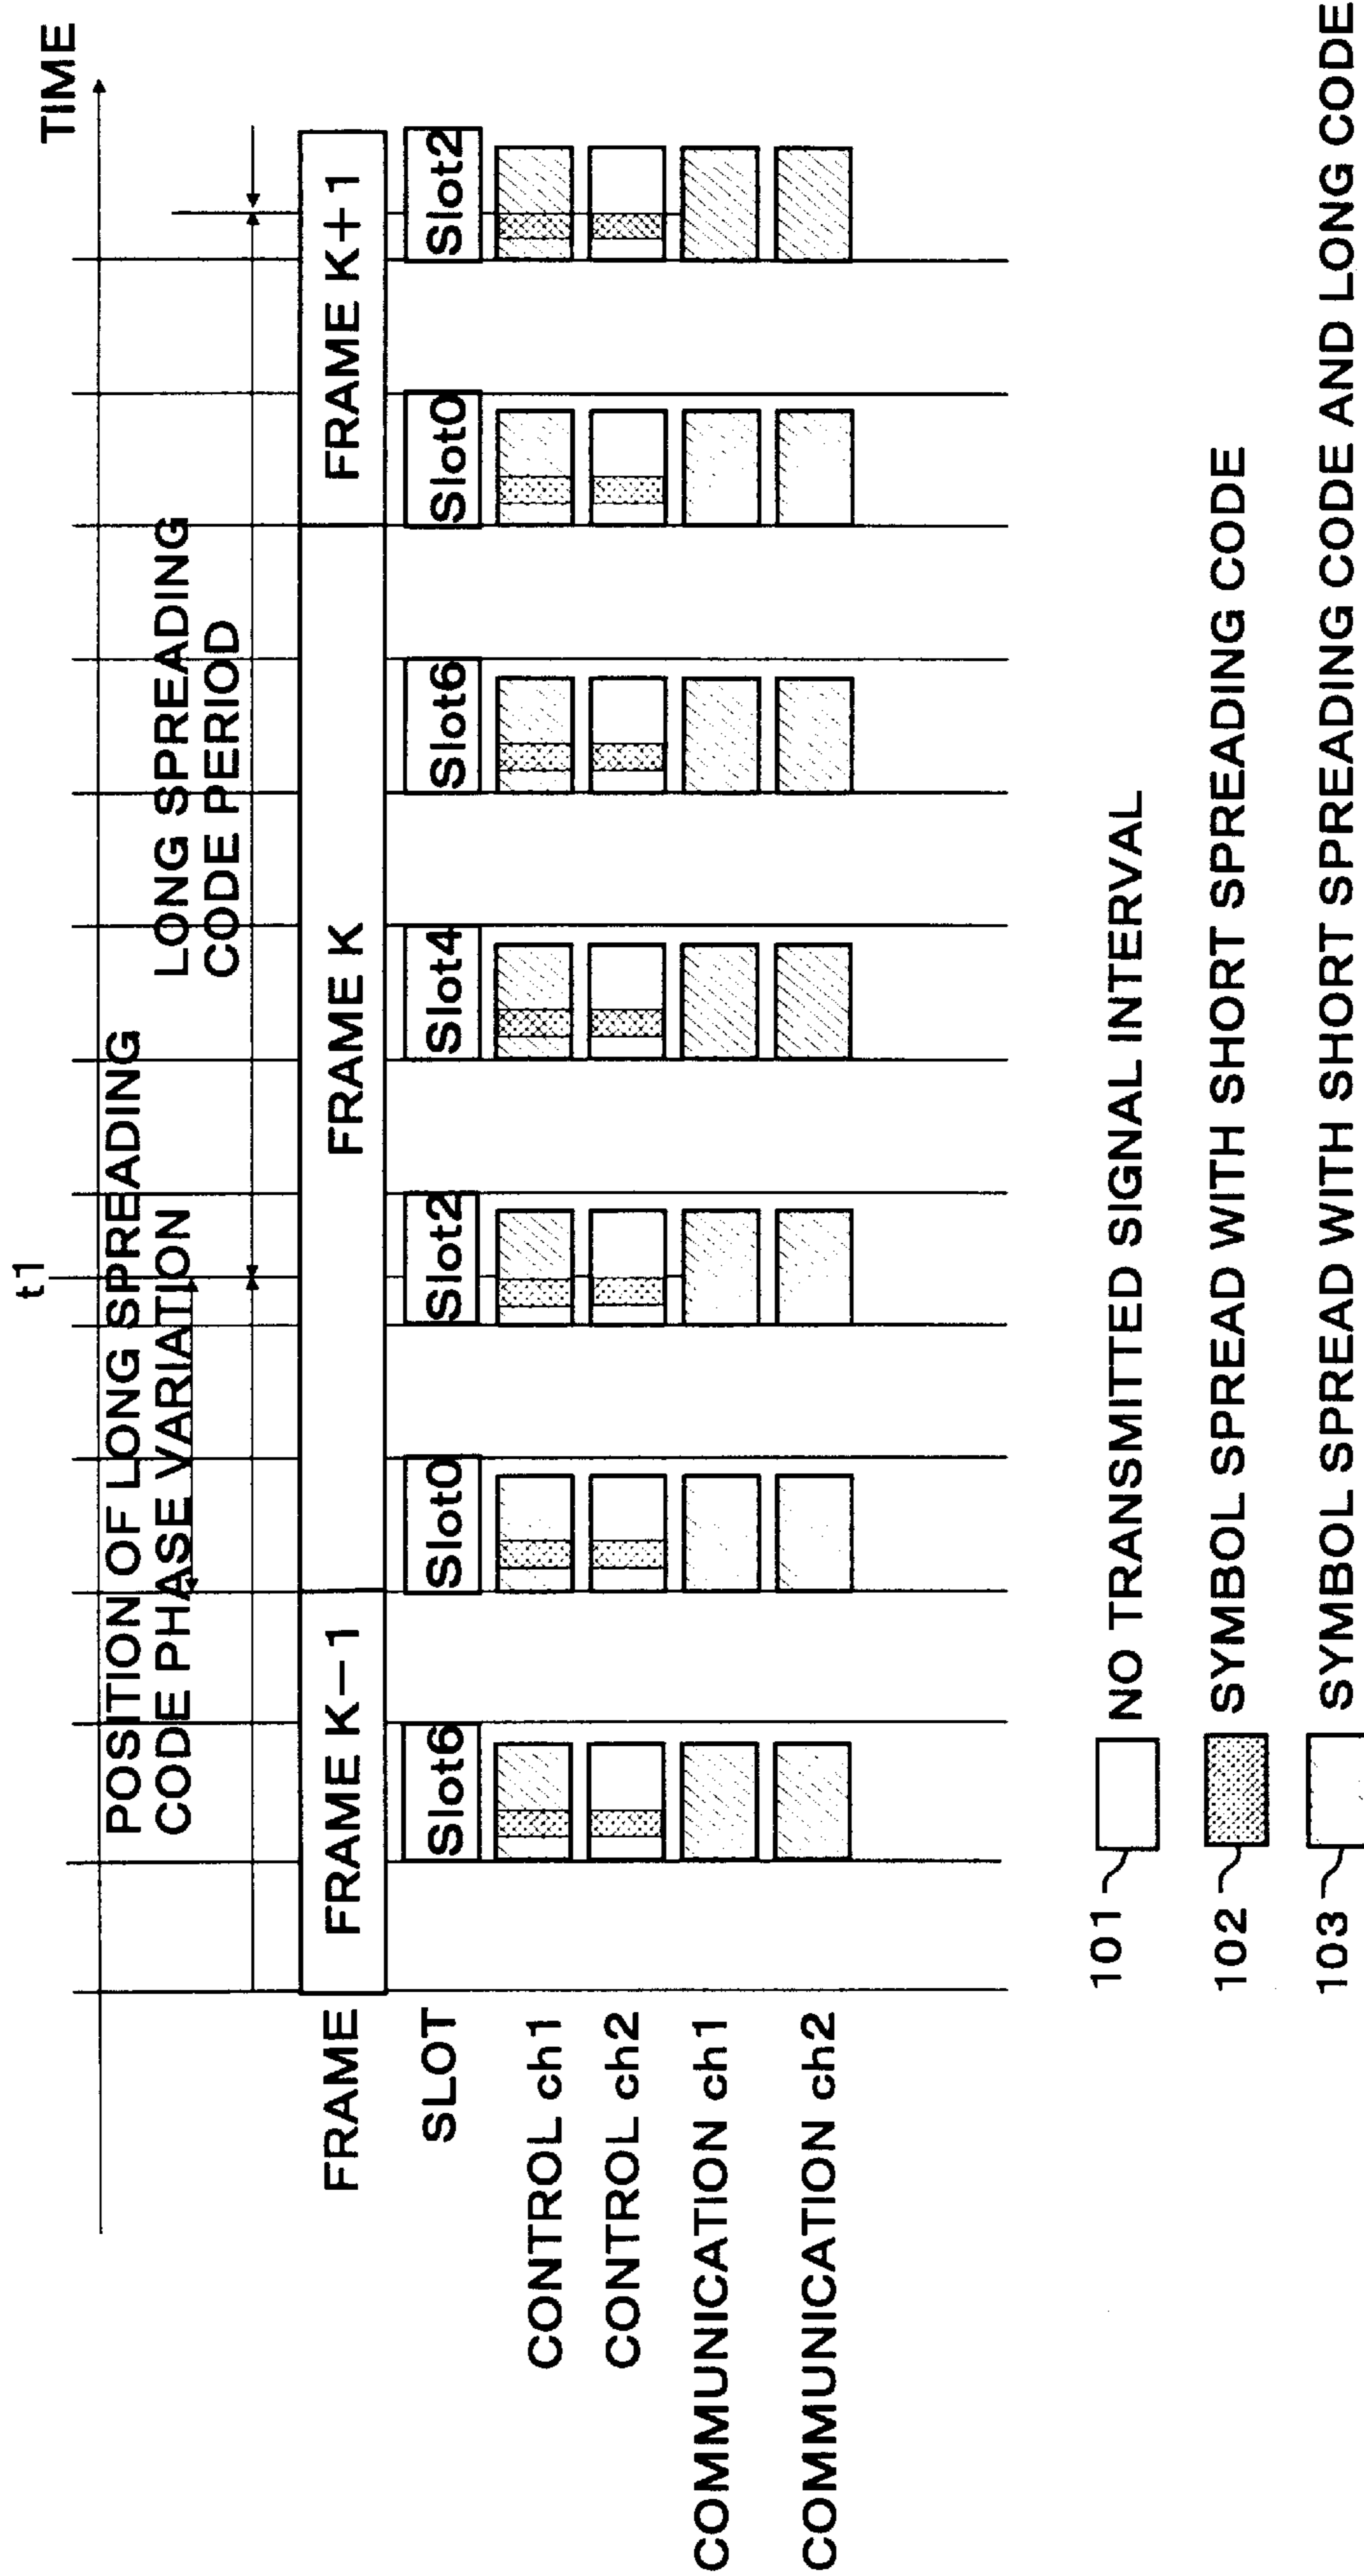 TIME
t1
POSITION OF LONG SPREADING
CODE PHASE VARIATION
LONG SPREADING
CODE PERIOD
FRAME
FRAME K−1
FRAME K
FRAME K+1
SLOT
Slot6
Slot0
Slot2
Slot4
Slot6
Slot0
Slot2
CONTROL ch1
CONTROL ch2
COMMUNICATION ch1
COMMUNICATION ch2
101 NO TRANSMITTED SIGNAL INTERVAL
102 SYMBOL SPREAD WITH SHORT SPREADING CODE
103 SYMBOL SPREAD WITH SHORT SPREADING CODE AND LONG CODE